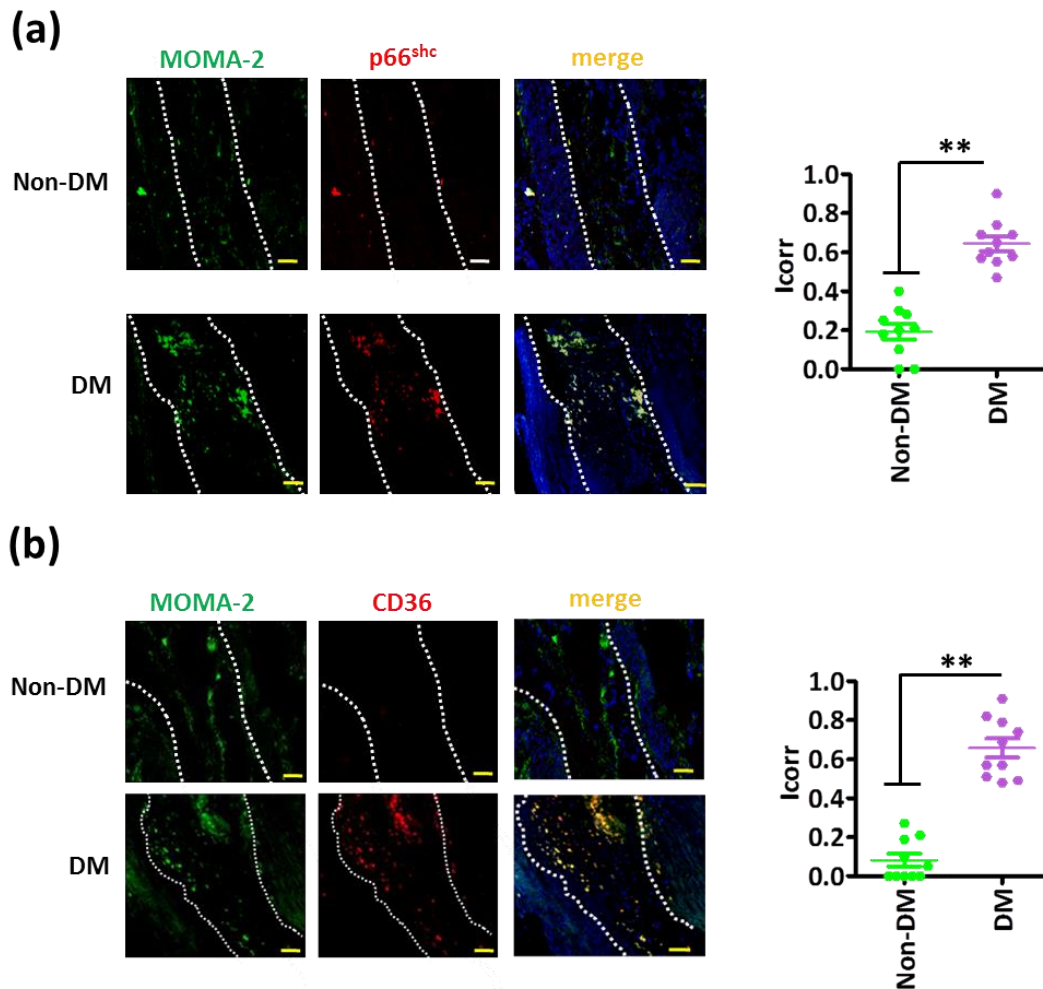 (a)
MOMA-2 p66shc merge
Non-DM
DM
**
Icorr
1.0
0.8
0.6
0.4
0.2
0.0
Non-DM
DM
(b)
MOMA-2 CD36 merge
Non-DM
DM
**
Icorr
1.0
0.8
0.6
0.4
0.2
0.0
Non-DM
DM